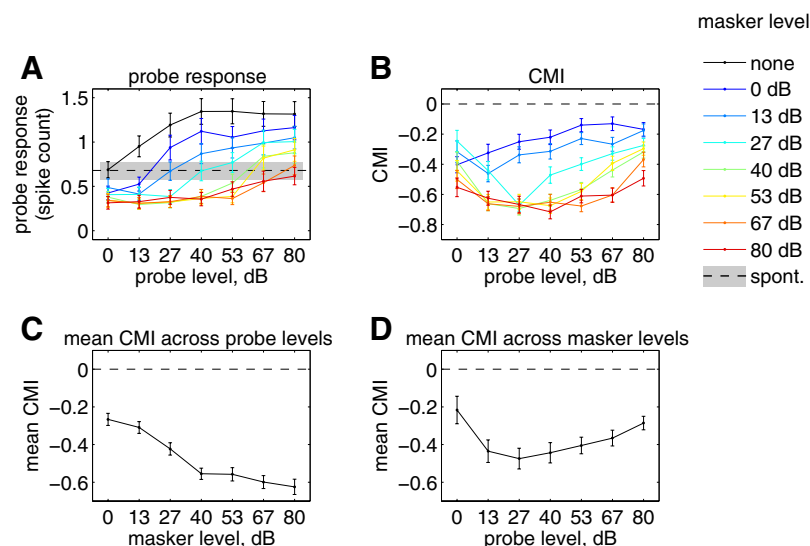 masker level
none
0 dB
13 dB
27 dB
40 dB
53 dB
67 dB
80 dB
spont.
A
probe response
probe response
(spike count)
1.5
1
0.5
0
0 13 27 40 53 67 80
probe level, dB
B
CMI
CMI
0
−0.2
−0.4
−0.6
−0.8
0 13 27 40 53 67 80
probe level, dB
C
mean CMI across probe levels
mean CMI
0
−0.2
−0.4
−0.6
0 13 27 40 53 67 80
masker level, dB
D
mean CMI across masker levels
mean CMI
0
−0.2
−0.4
−0.6
0 13 27 40 53 67 80
probe level, dB